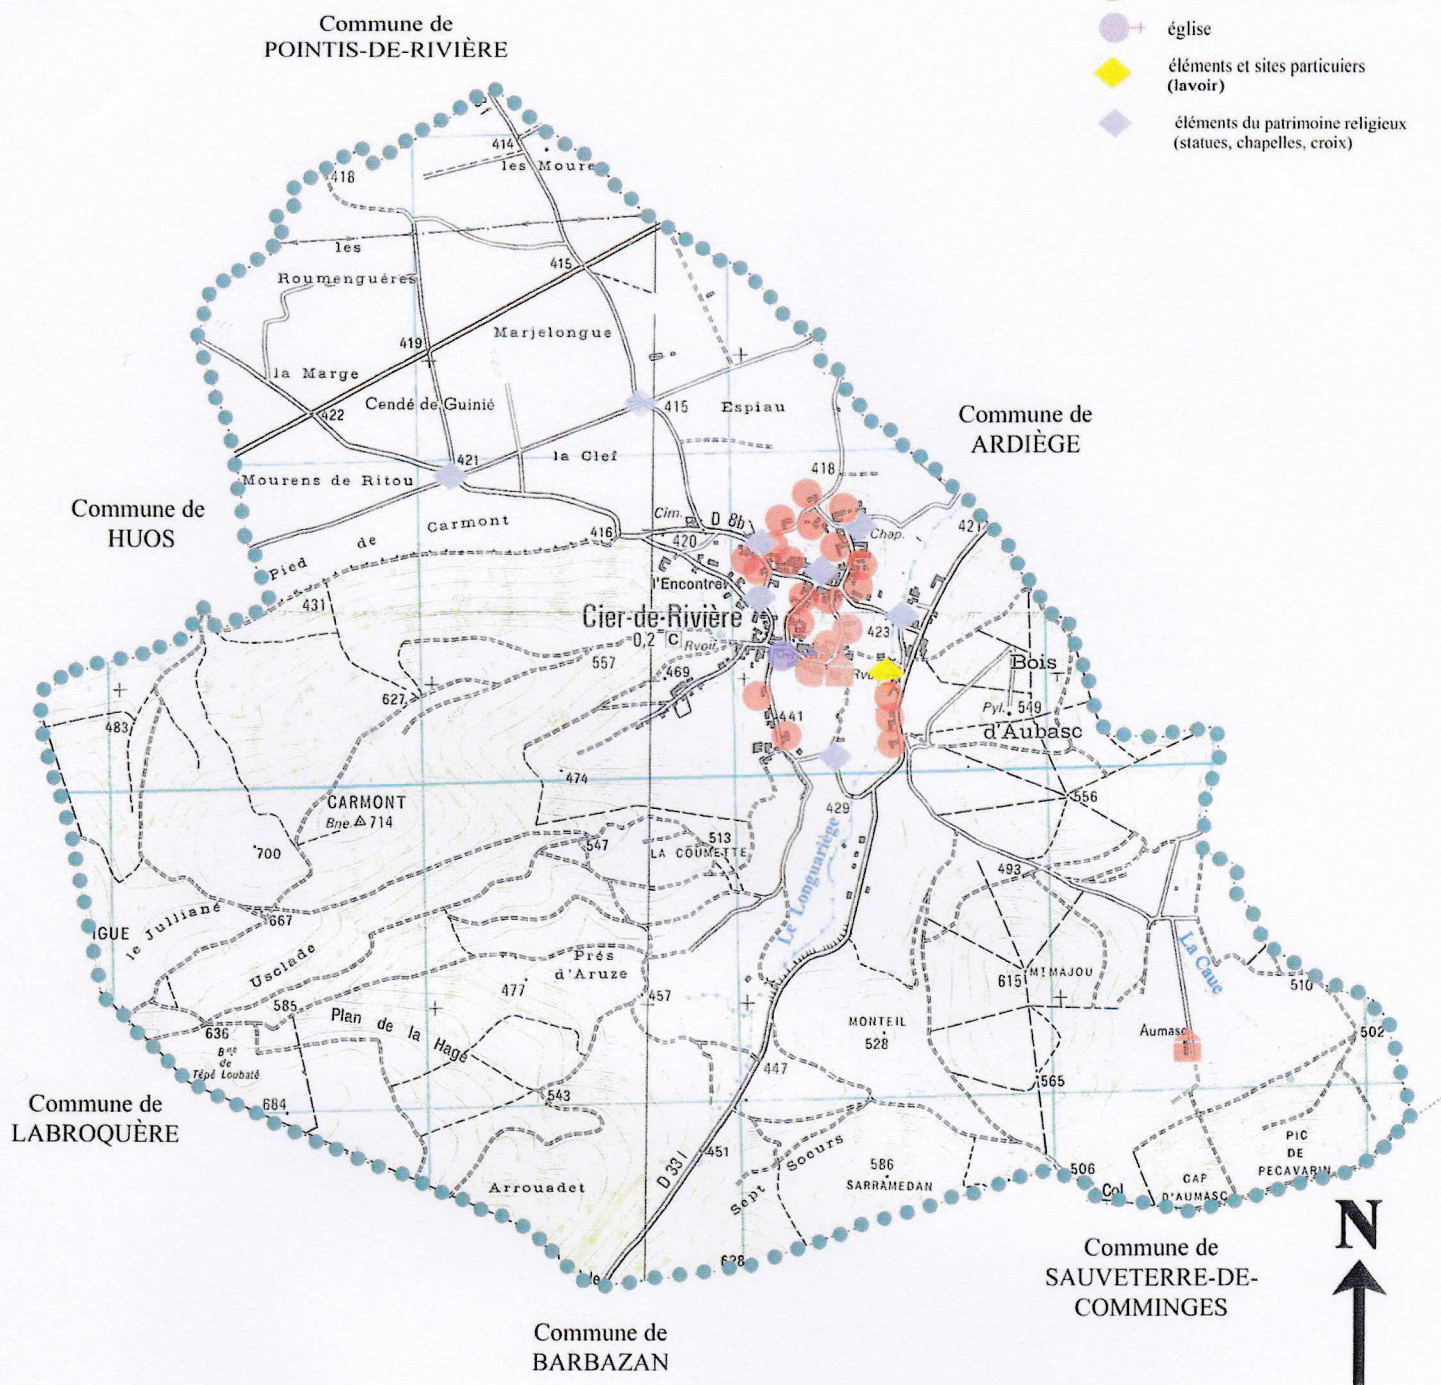 Commune de
POINTIS-DE-RIVIÈRE
église
éléments et sites particuiers
(lavoir)
éléments du patrimoine religieux
(statues, chapelles, croix)
414
les Moure
418
les
415
Roumenguères
Marjelongue
419
la Marge
Cendé de Guinié
422
415
Espiau
Commune de
ARDIÈGE
421
la Clef
418
Mourens de Ritou
Commune de
HUOS
Carmont
de
Pied
Cim.
D 8b
416
420
Chap.
421
l'Encontra
431
Cier-de-Rivière
0,2 C Rvoir
423
557
469
Bois
627
Pyl. 549
d'Aubasc
483
441
474
556
CARMONT
Bne. 714
429
513
547
LA COUMETTE
700
493
Le Longuariège
667
IGUE
le Julliané
La Caue
Usclade
Prés
d'Aruze
MIMAJOU
615
510
477
457
585
Plan de la Hage
636
Bne
de
Tépé Loubaté
MONTEIL
528
Aumasc
502
447
565
543
684
Commune de
LABROQUÈRE
451
D 331
Sept Soeurs
586
SARRAMEDAN
506
Col
PIC
DE
PECAVARIN
CAP
D'AUMASC
Arrouadet
628
N
Commune de
SAUVETERRE-DE-
COMMINGES
Commune de
BARBAZAN